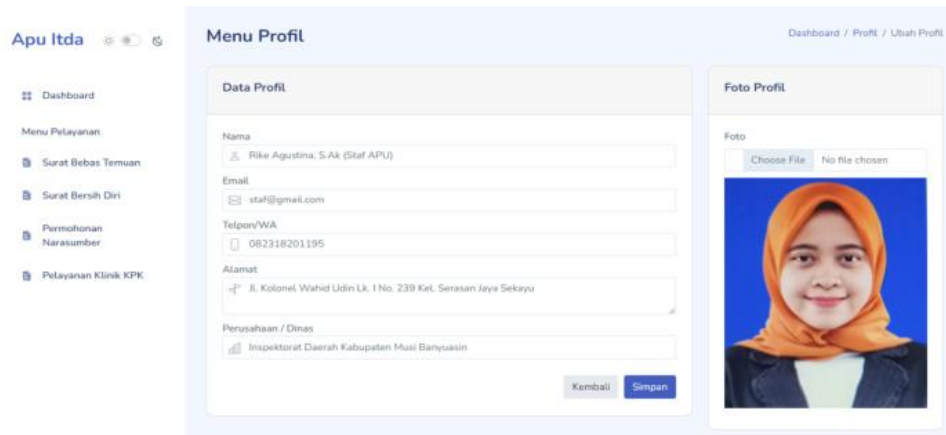 Apu Itda
Menu Profil
Dashboard / Profil / Ubah Profil
Dashboard
Menu Pelayanan
Surat Bebas Temuan
Surat Bersih Diri
Permohonan
Narasumber
Pelayanan Klinik KPK
Data Profil
Nama
Rike Agustina, S.Ak (Staf APU)
Email
staf@gmail.com
Telpon/WA
082318201195
Alamat
Jl. Kolonel Wahid Udin Lk. I No. 239 Kel. Serasan Jaya Sekayu
Perusahaan / Dinas
Inspektorat Daerah Kabupaten Musi Banyuasin
Kembali
Simpan
Foto Profil
Foto
Choose File No file chosen